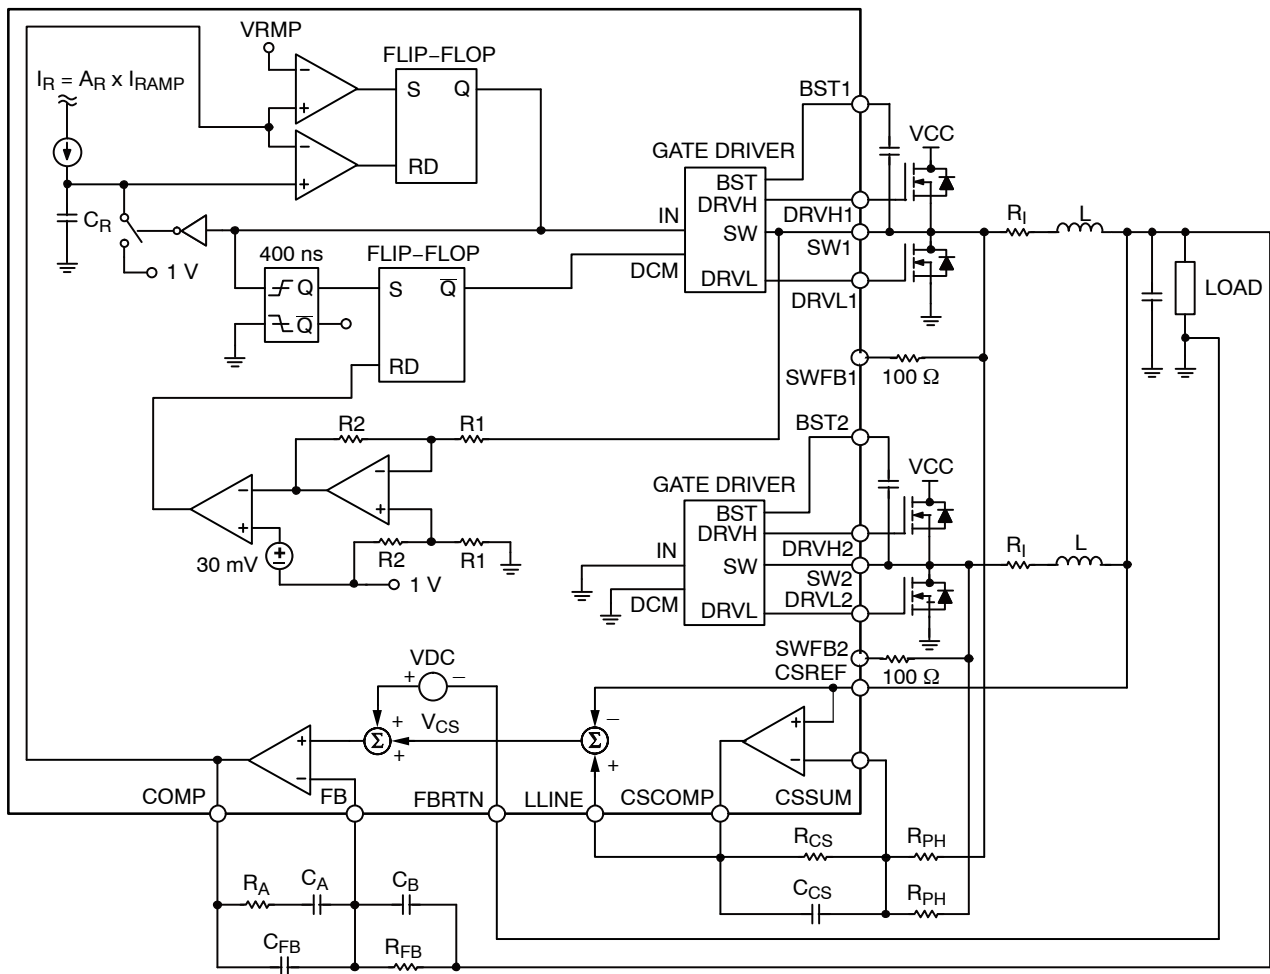 VRMP
FLIP–FLOP
I_R = A_R x I_RAMP
−
+
S Q
−
+
RD
BST1
VCC
GATE DRIVER
BST
DRVH
DRVH1
IN
SW
SW1
DCM
DRVL
DRVL1
R_I
L
LOAD
C_R
1 V
400 ns
Q
Q̅
FLIP–FLOP
S Q̅
RD
SWFB1
100 Ω
R2
R1
BST2
VCC
−
+
−
+
30 mV
R2
R1
1 V
GATE DRIVER
BST
DRVH
DRVH2
IN
SW
SW2
DCM
DRVL
DRVL2
R_I
L
SWFB2
100 Ω
CSREF
VDC
+ −
V_CS
+
Σ
+
−
Σ
+
+
−
+
−
COMP
FB
FBRTN
LLINE
CSCOMP
CSSUM
R_CS
R_PH
C_CS
R_PH
R_A
C_A
C_B
C_FB
R_FB